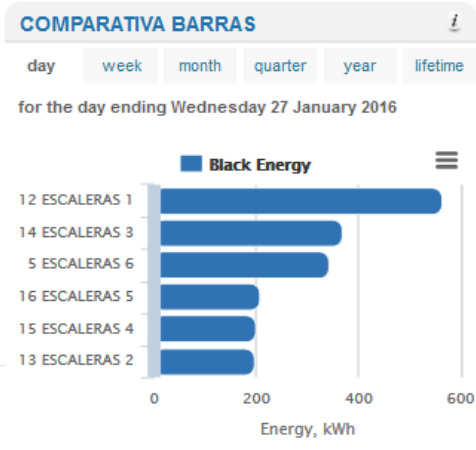 COMPARATIVA BARRAS
i
day week month quarter year lifetime
for the day ending Wednesday 27 January 2016
Black Energy
12 ESCALERAS 1
14 ESCALERAS 3
5 ESCALERAS 6
16 ESCALERAS 5
15 ESCALERAS 4
13 ESCALERAS 2
0 200 400 600
Energy, kWh